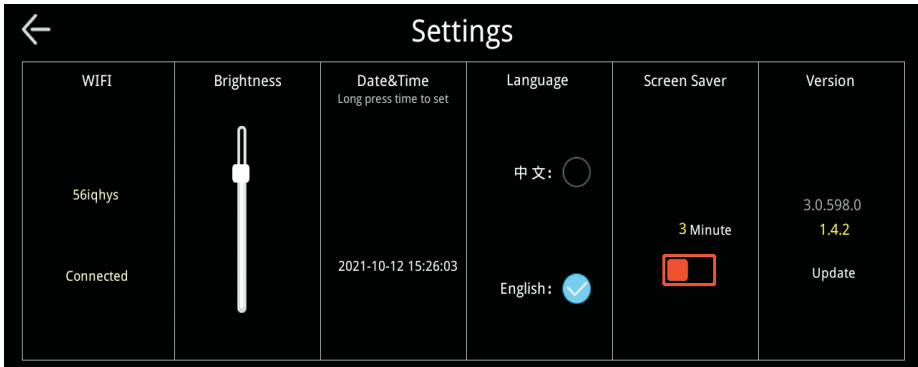 Settings
WIFI
56iqhys
Connected
Brightness
Date&Time
Long press time to set
2021-10-12 15:26:03
Language
中文:
English:
Screen Saver
3 Minute
Version
3.0.598.0
1.4.2
Update